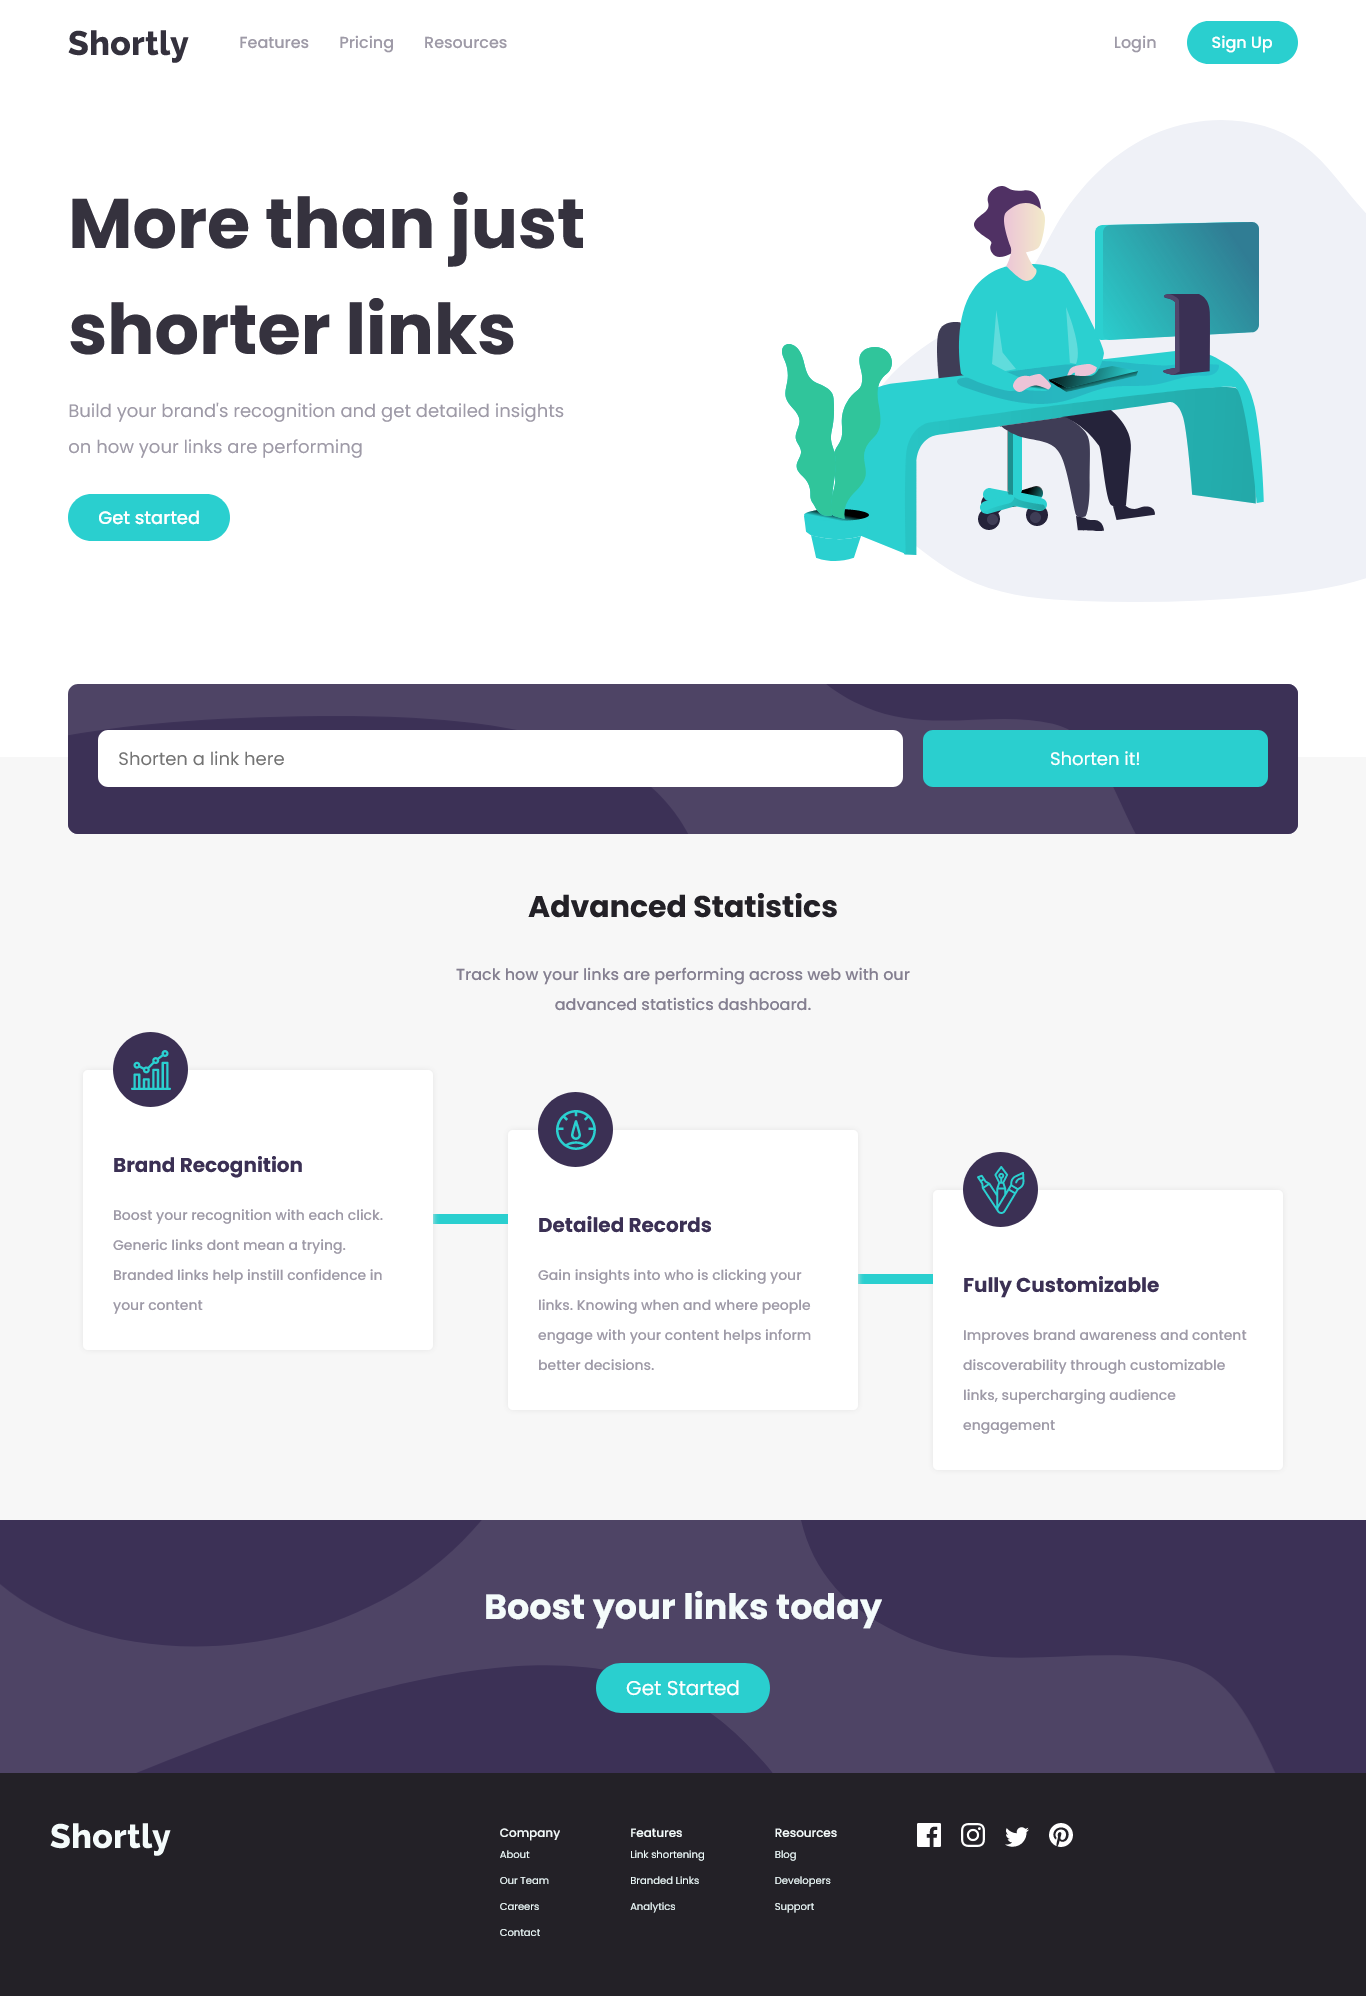 Shortly
Features
Pricing
Resources
Login
Sign Up
More than just
shorter links
Build your brand's recognition and get detailed insights
on how your links are performing
Get started
Shorten a link here
Shorten it!
Advanced Statistics
Track how your links are performing across web with our
advanced statistics dashboard.
Brand Recognition
Boost your recognition with each click.
Generic links dont mean a trying.
Branded links help instill confidence in
your content
Detailed Records
Gain insights into who is clicking your
links. Knowing when and where people
engage with your content helps inform
better decisions.
Fully Customizable
Improves brand awareness and content
discoverability through customizable
links, supercharging audience
engagement
Boost your links today
Get Started
Shortly
Company
About
Our Team
Careers
Contact
Features
Link shortening
Branded Links
Analytics
Resources
Blog
Developers
Support